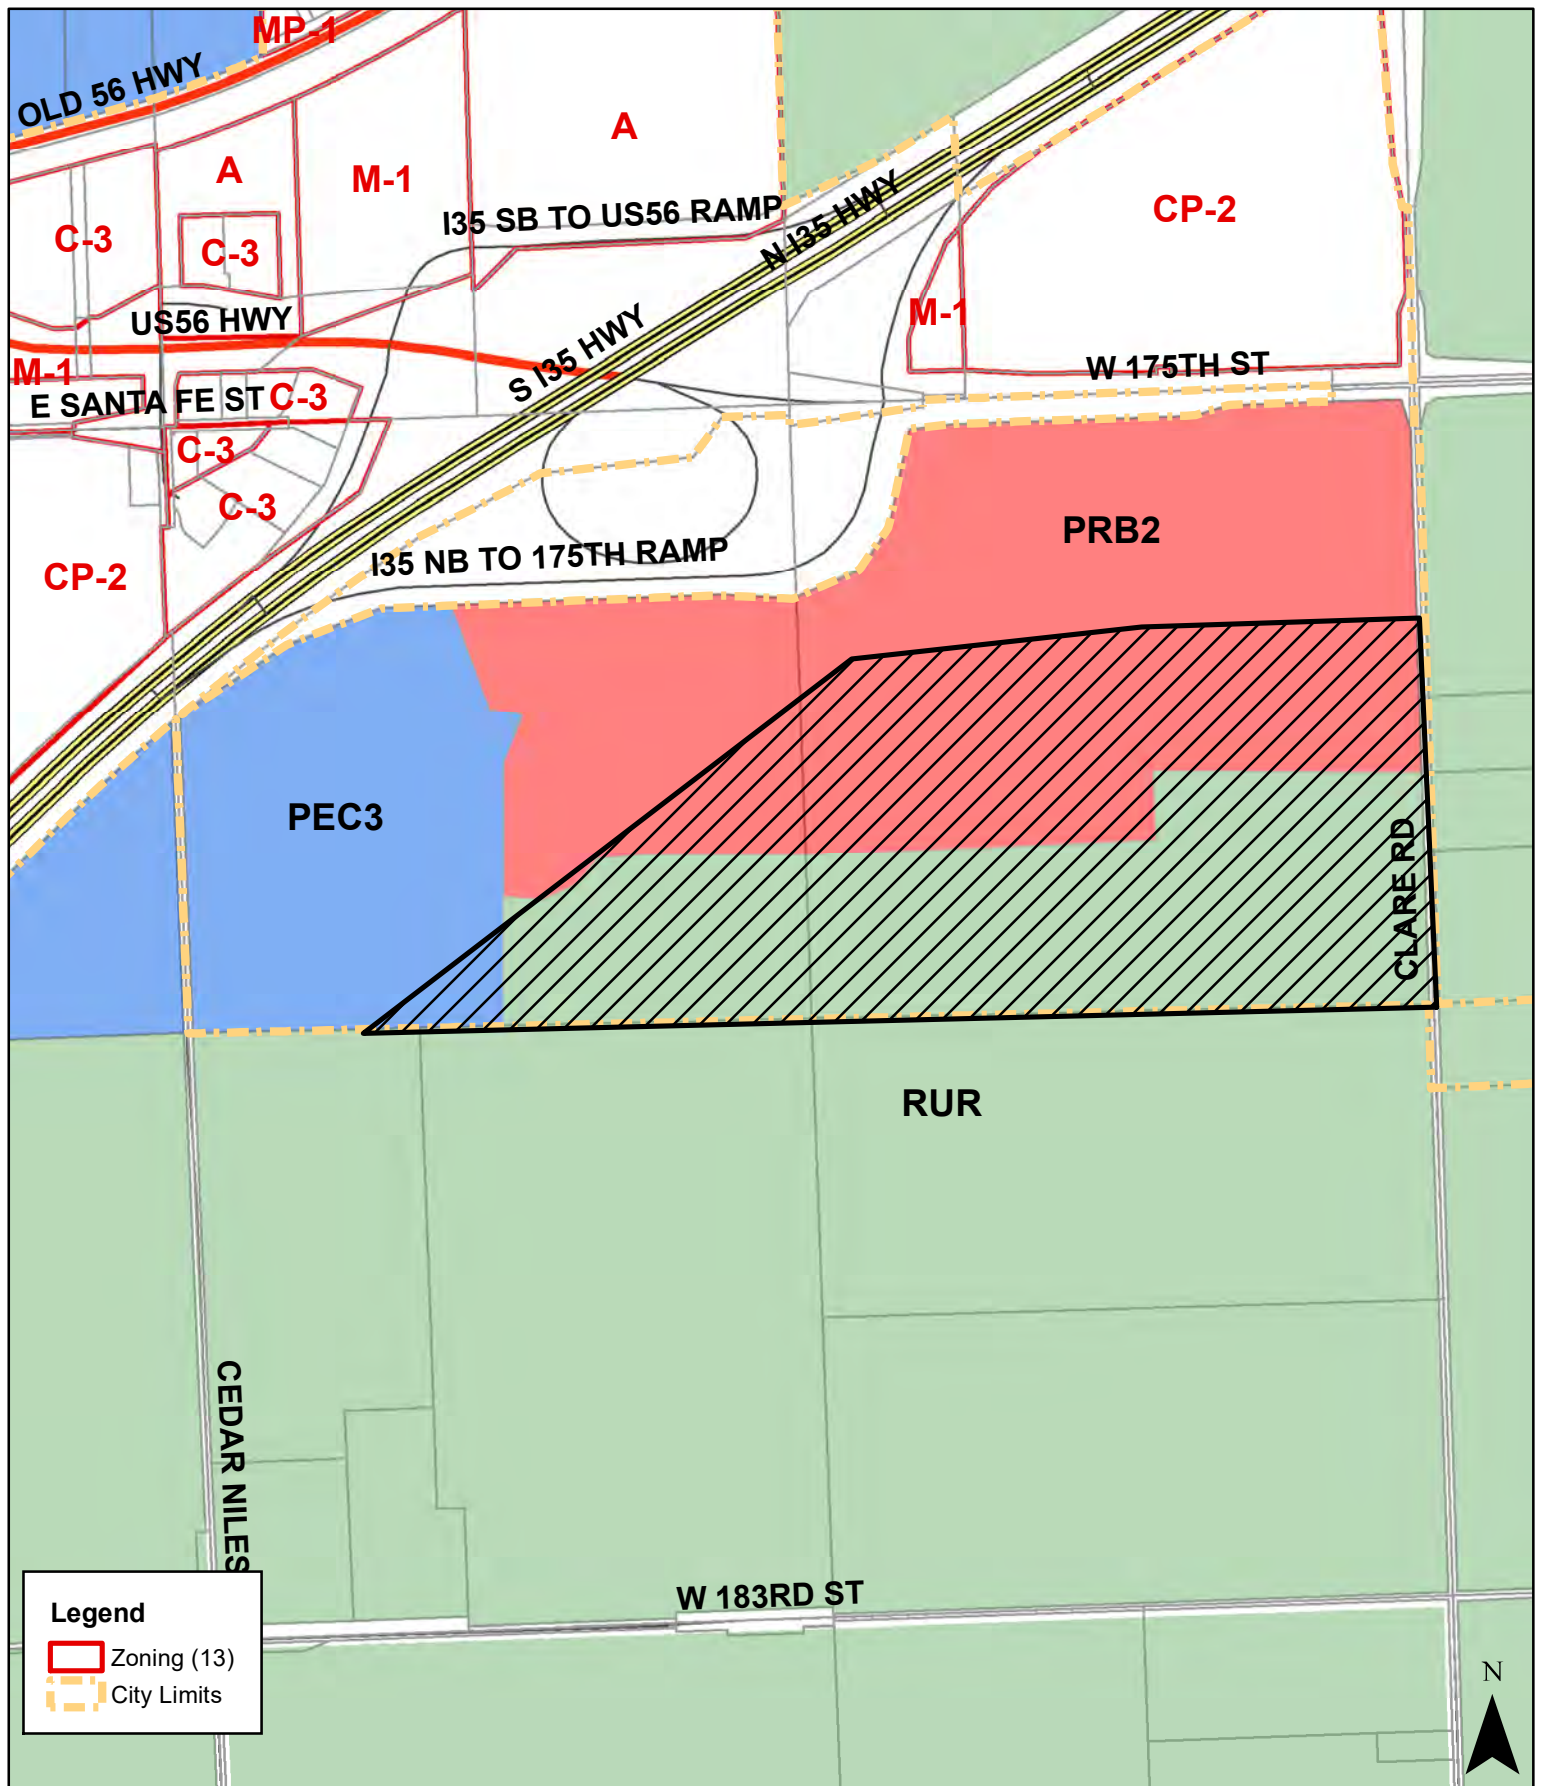 MP-1
OLD 56 HWY
A
A
M-1
I35 SB TO US56 RAMP
N I35 HWY
CP-2
C-3
C-3
US56 HWY
M-1
S I35 HWY
W 175TH ST
M-1
E SANTA FE ST
C-3
C-3
C-3
I35 NB TO 175TH RAMP
PRB2
CP-2
PEC3
CLARE RD
RUR
CEDAR NILES
W 183RD ST
Legend
Zoning (13)
City Limits
N